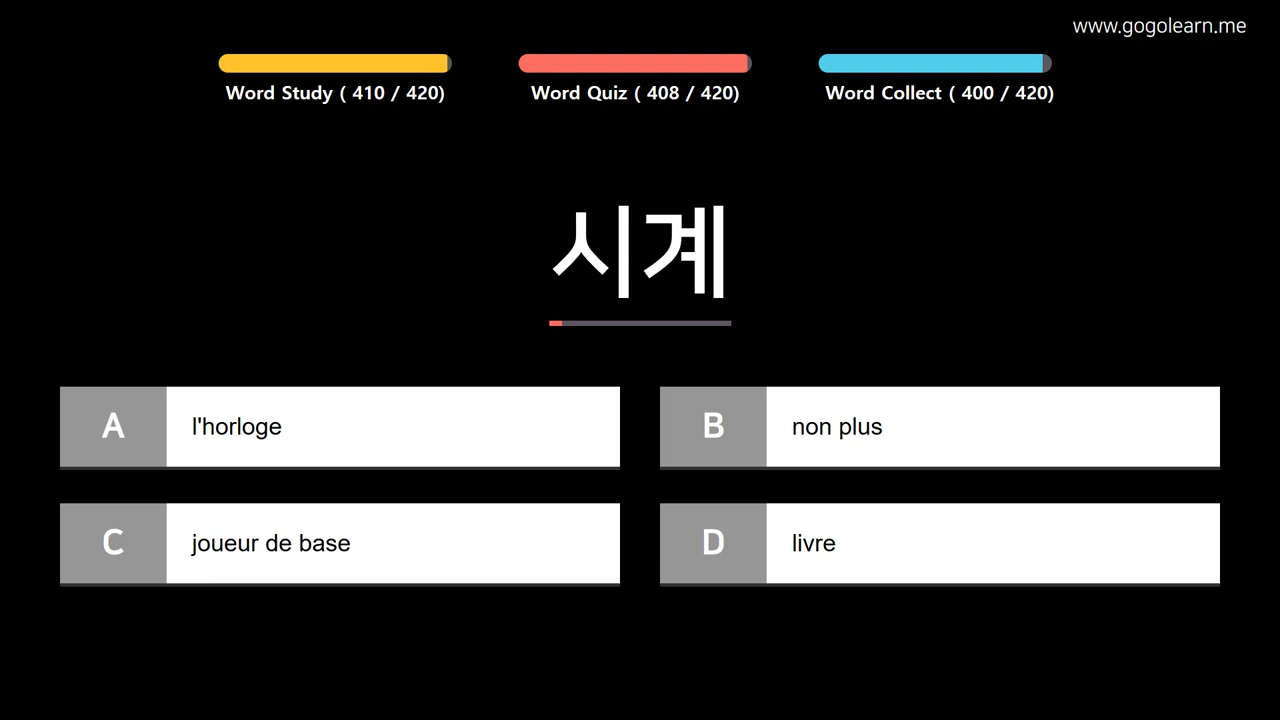 www.gogolearn.me
Word Study ( 410 / 420)
Word Quiz ( 408 / 420)
Word Collect ( 400 / 420)
시계
A
l'horloge
B
non plus
C
joueur de base
D
livre